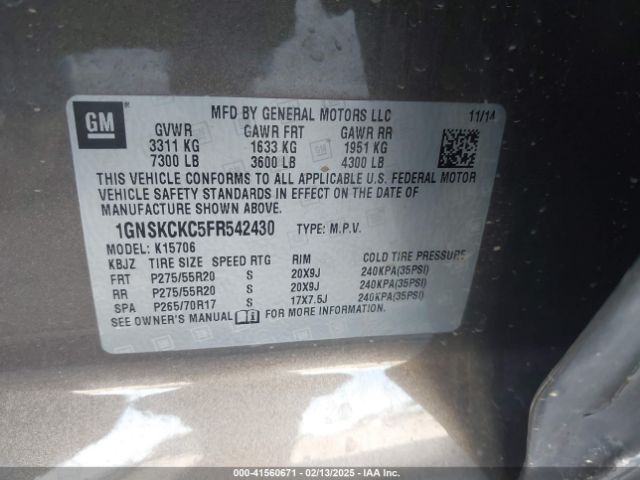 GM
MFD BY GENERAL MOTORS LLC 11/14
GVWR GAWR FRT GAWR RR
3311 KG 1633 KG 1951 KG
7300 LB 3600 LB 4300 LB
THIS VEHICLE CONFORMS TO ALL APPLICABLE U.S. FEDERAL MOTOR
VEHICLE SAFETY STANDARDS IN EFFECT ON THE DATE OF
MANUFACTURE SHOWN ABOVE.
1GNSKCKC5FR542430 TYPE: M.P.V.
MODEL: K15706
KBJZ TIRE SIZE SPEED RTG RIM COLD TIRE PRESSURE
FRT P275/55R20 S 20X9J 240KPA(35PSI)
RR P275/55R20 S 20X9J 240KPA(35PSI)
SPA P265/70R17 S 17X7.5J 240KPA(35PSI)
SEE OWNER'S MANUAL FOR MORE INFORMATION.
000-41560671 - 02/13/2025 - IAA Inc.